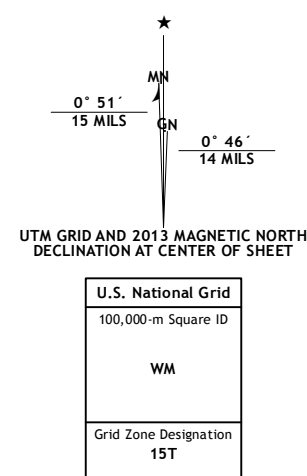 MN
0° 51´
15 MILS
GN
0° 46´
14 MILS
UTM GRID AND 2013 MAGNETIC NORTH
DECLINATION AT CENTER OF SHEET
U.S. National Grid
100,000-m Square ID
WM
Grid Zone Designation
15T